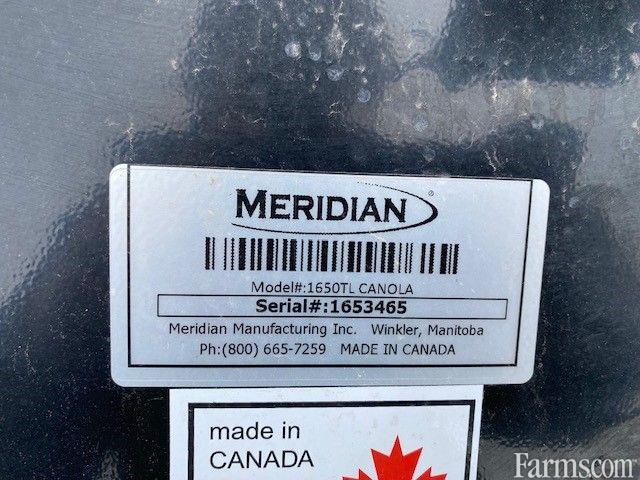 MERIDIAN®
Model#:1650TL CANOLA
Serial#:1653465
Meridian Manufacturing Inc. Winkler, Manitoba
Ph:(800) 665-7259 MADE IN CANADA
made in
CANADA
Farms.com